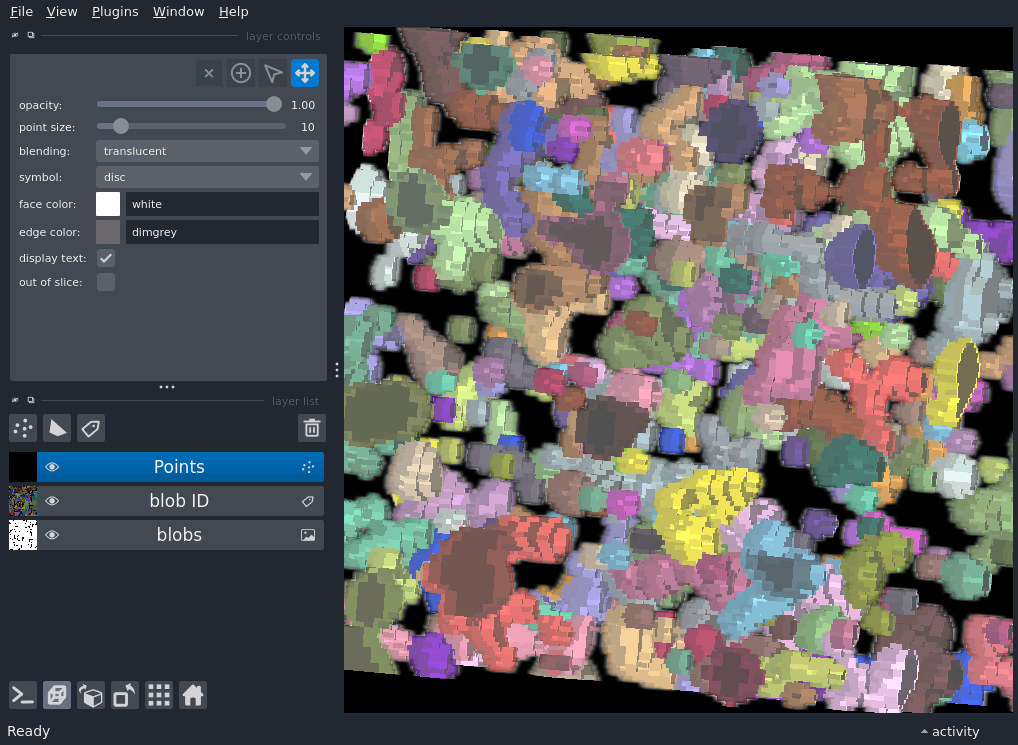 File View Plugins Window Help
layer controls
opacity: 1.00
point size: 10
blending: translucent
symbol: disc
face color: white
edge color: dimgrey
display text:
out of slice:
layer list
Points
blob ID
blobs
Ready activity